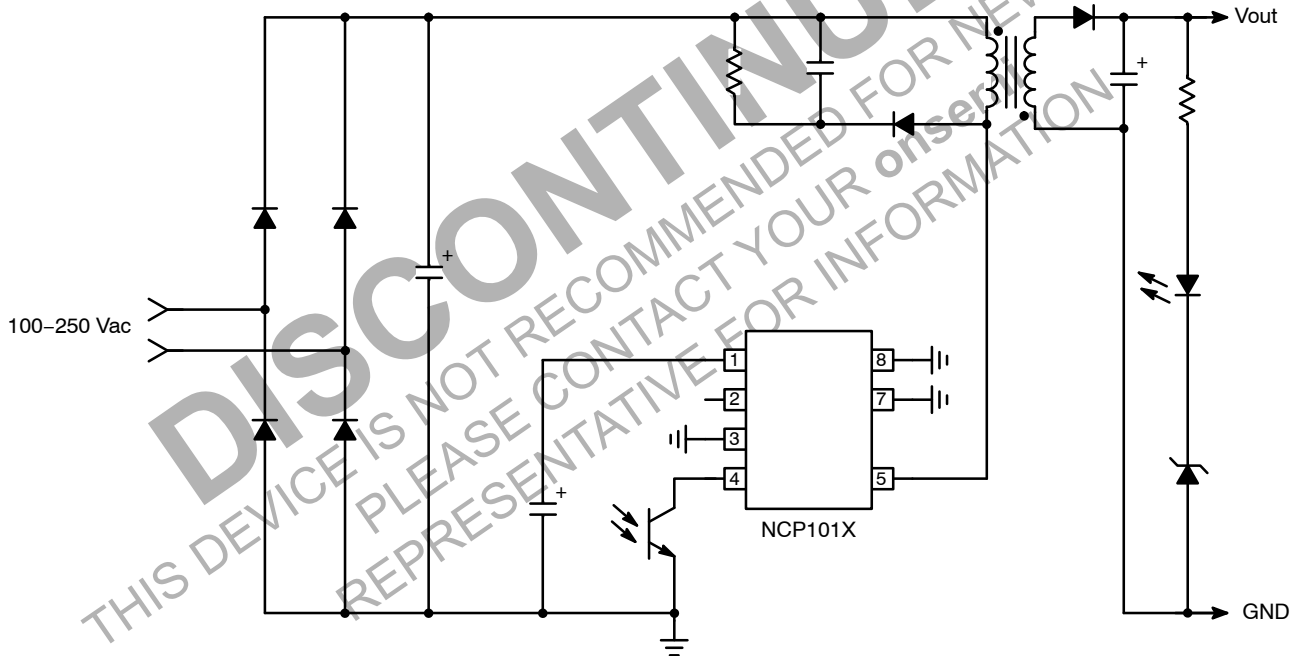 DISCONTINU
THIS DEVICE IS NOT RECOMMENDED FOR NEW
PLEASE CONTACT YOUR onsemi
REPRESENTATIVE FOR INFORMATION
Vout
+
+
100−250 Vac
1
2
3
4
8
7
5
+
NCP101X
GND